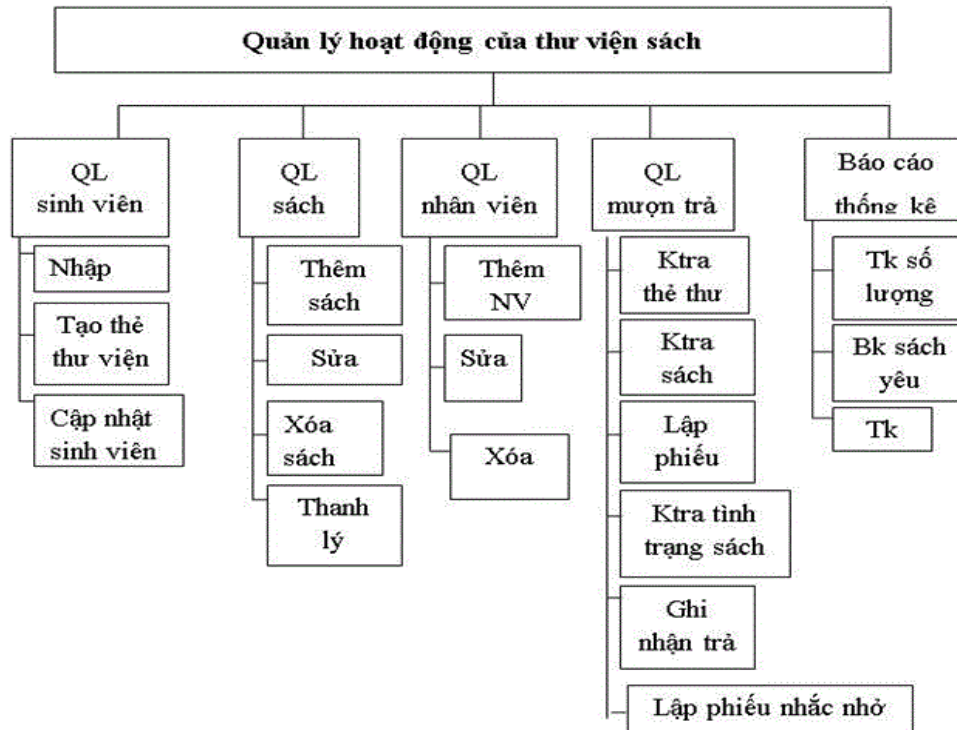 Quản lý hoạt động của thư viện sách
QL
sinh viên
Nhập
Tạo thẻ
thư viện
Cập nhật
sinh viên
QL
sách
Thêm
sách
Sửa
Xóa
sách
Thanh
lý
QL
nhân viên
Thêm
NV
Sửa
Xóa
QL
mượn trả
Ktra
thẻ thư
Ktra
sách
Lập
phiếu
Ktra tình
trạng sách
Ghi
nhận trả
Lập phiếu nhắc nhở
Báo cáo
thống kê
Tk số
lượng
Bk sách
yêu
Tk